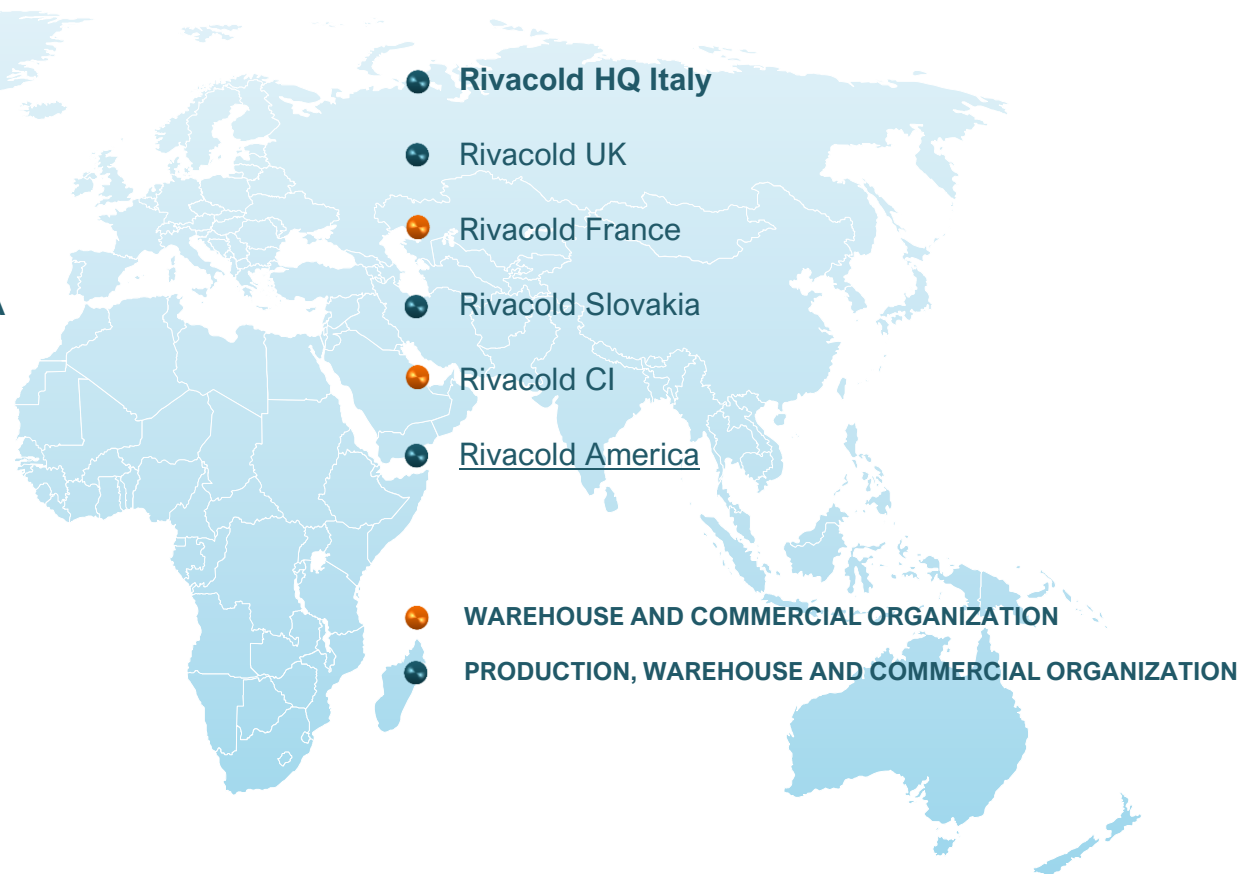 Rivacold HQ Italy
Rivacold UK
Rivacold France
Rivacold Slovakia
Rivacold CI
Rivacold America
WAREHOUSE AND COMMERCIAL ORGANIZATION
PRODUCTION, WAREHOUSE AND COMMERCIAL ORGANIZATION